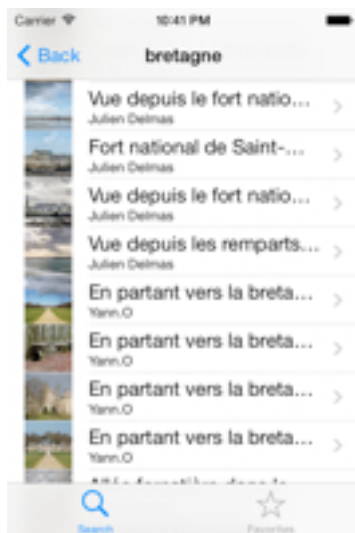 Carrier 10:41 PM
Back bretagne
Vue depuis le fort natio...
Julien Delmas
Fort national de Saint-...
Julien Delmas
Vue depuis le fort natio...
Julien Delmas
Vue depuis les remparts...
Julien Delmas
En partant vers la breta...
Yann.O
En partant vers la breta...
Yann.O
En partant vers la breta...
Yann.O
En partant vers la breta...
Yann.O
Search Favorites